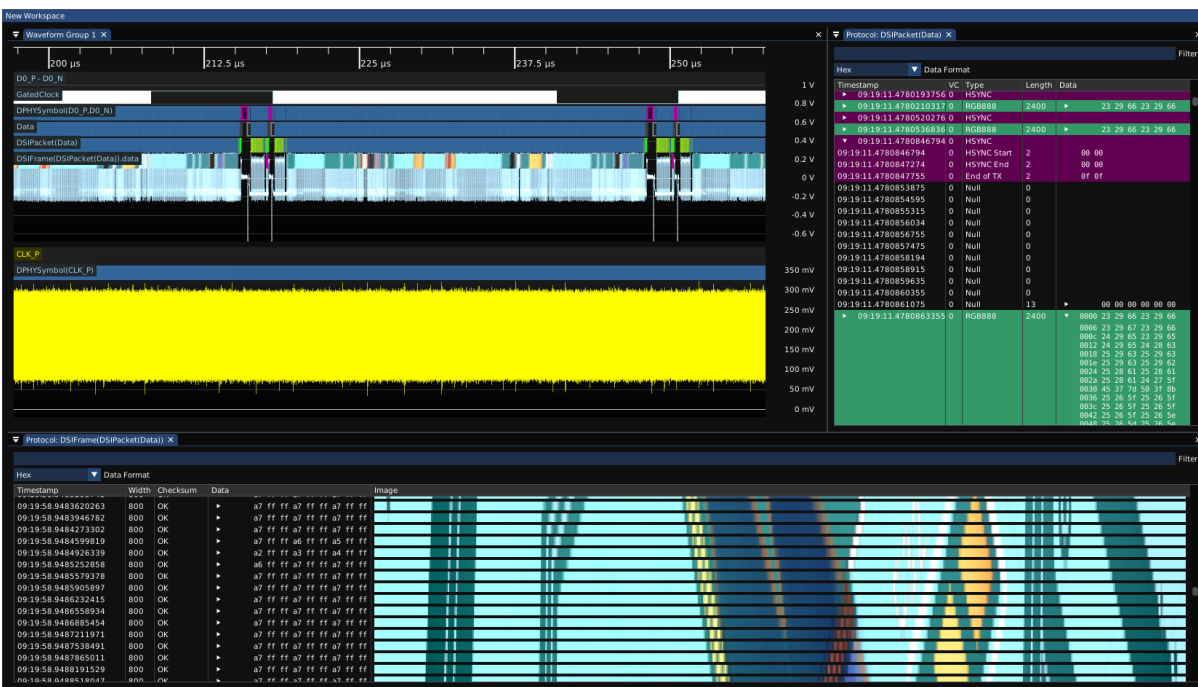 New Workspace
Waveform Group 1
200 µs 212.5 µs 225 µs 237.5 µs 250 µs
D0_P - D0_N
GatedClock
DPHYSymbol(D0_P,D0_N)
Data
DSIPacket(Data)
DSIFrame(DSIPacket(Data)).data
1 V
0.8 V
0.6 V
0.4 V
0.2 V
0 V
-0.2 V
-0.4 V
-0.6 V
CLK_P
DPHYSymbol(CLK_P)
350 mV
300 mV
250 mV
200 mV
150 mV
100 mV
50 mV
0 mV
Protocol: DSIPacket(Data)
Filter
Hex Data Format
Timestamp VC Type Length Data
09:19:11.4780193756 0 HSYNC
09:19:11.4780210317 0 RGB888 2400 23 29 66 23 29 66
09:19:11.4780520276 0 HSYNC
09:19:11.4780536836 0 RGB888 2400 23 29 66 23 29 66
09:19:11.4780846794 0 HSYNC
09:19:11.4780846794 0 HSYNC Start 2 00 00
09:19:11.4780847274 0 HSYNC End 2 00 00
09:19:11.4780847755 0 End of TX 2 0f 0f
09:19:11.4780853875 0 Null 0
09:19:11.4780854595 0 Null 0
09:19:11.4780855315 0 Null 0
09:19:11.4780856034 0 Null 0
09:19:11.4780856755 0 Null 0
09:19:11.4780857475 0 Null 0
09:19:11.4780858194 0 Null 0
09:19:11.4780858915 0 Null 0
09:19:11.4780859635 0 Null 0
09:19:11.4780860355 0 Null 0
09:19:11.4780861075 0 Null 13 00 00 00 00 00 00
09:19:11.4780863355 0 RGB888 2400 0000 23 29 66 23 29 66
0006 23 29 67 23 29 66
000c 24 29 65 23 29 65
0012 24 29 65 24 28 63
0018 25 29 63 25 29 63
001e 25 29 63 25 29 62
0024 25 28 61 25 28 61
002a 25 28 61 24 27 5f
0030 45 37 7d 50 3f 8b
0036 25 26 5f 25 26 5f
003c 25 26 5f 25 26 5f
0042 25 26 5f 25 26 5e
0048 25 26 5d 25 26 5e
Protocol: DSIFrame(DSIPacket(Data))
Filter
Hex Data Format
Timestamp Width Checksum Data Image
09:19:58.9483620263 800 OK a7 ff ff a7 ff ff a7 ff ff
09:19:58.9483946782 800 OK a7 ff ff a7 ff ff a7 ff ff
09:19:58.9484273302 800 OK a7 ff ff a7 ff ff a7 ff ff
09:19:58.9484599819 800 OK a7 ff ff a6 ff ff a5 ff ff
09:19:58.9484926339 800 OK a2 ff ff a3 ff ff a4 ff ff
09:19:58.9485252858 800 OK a6 ff ff a7 ff ff a7 ff ff
09:19:58.9485579378 800 OK a7 ff ff a7 ff ff a7 ff ff
09:19:58.9485905897 800 OK a7 ff ff a7 ff ff a7 ff ff
09:19:58.9486232415 800 OK a7 ff ff a7 ff ff a7 ff ff
09:19:58.9486558934 800 OK a7 ff ff a7 ff ff a7 ff ff
09:19:58.9486885454 800 OK a7 ff ff a7 ff ff a7 ff ff
09:19:58.9487211971 800 OK a7 ff ff a7 ff ff a7 ff ff
09:19:58.9487538491 800 OK a7 ff ff a7 ff ff a7 ff ff
09:19:58.9487865011 800 OK a7 ff ff a7 ff ff a7 ff ff
09:19:58.9488191529 800 OK a7 ff ff a7 ff ff a7 ff ff
09:19:58.9488518047 800 OK a7 ff ff a7 ff ff a7 ff ff